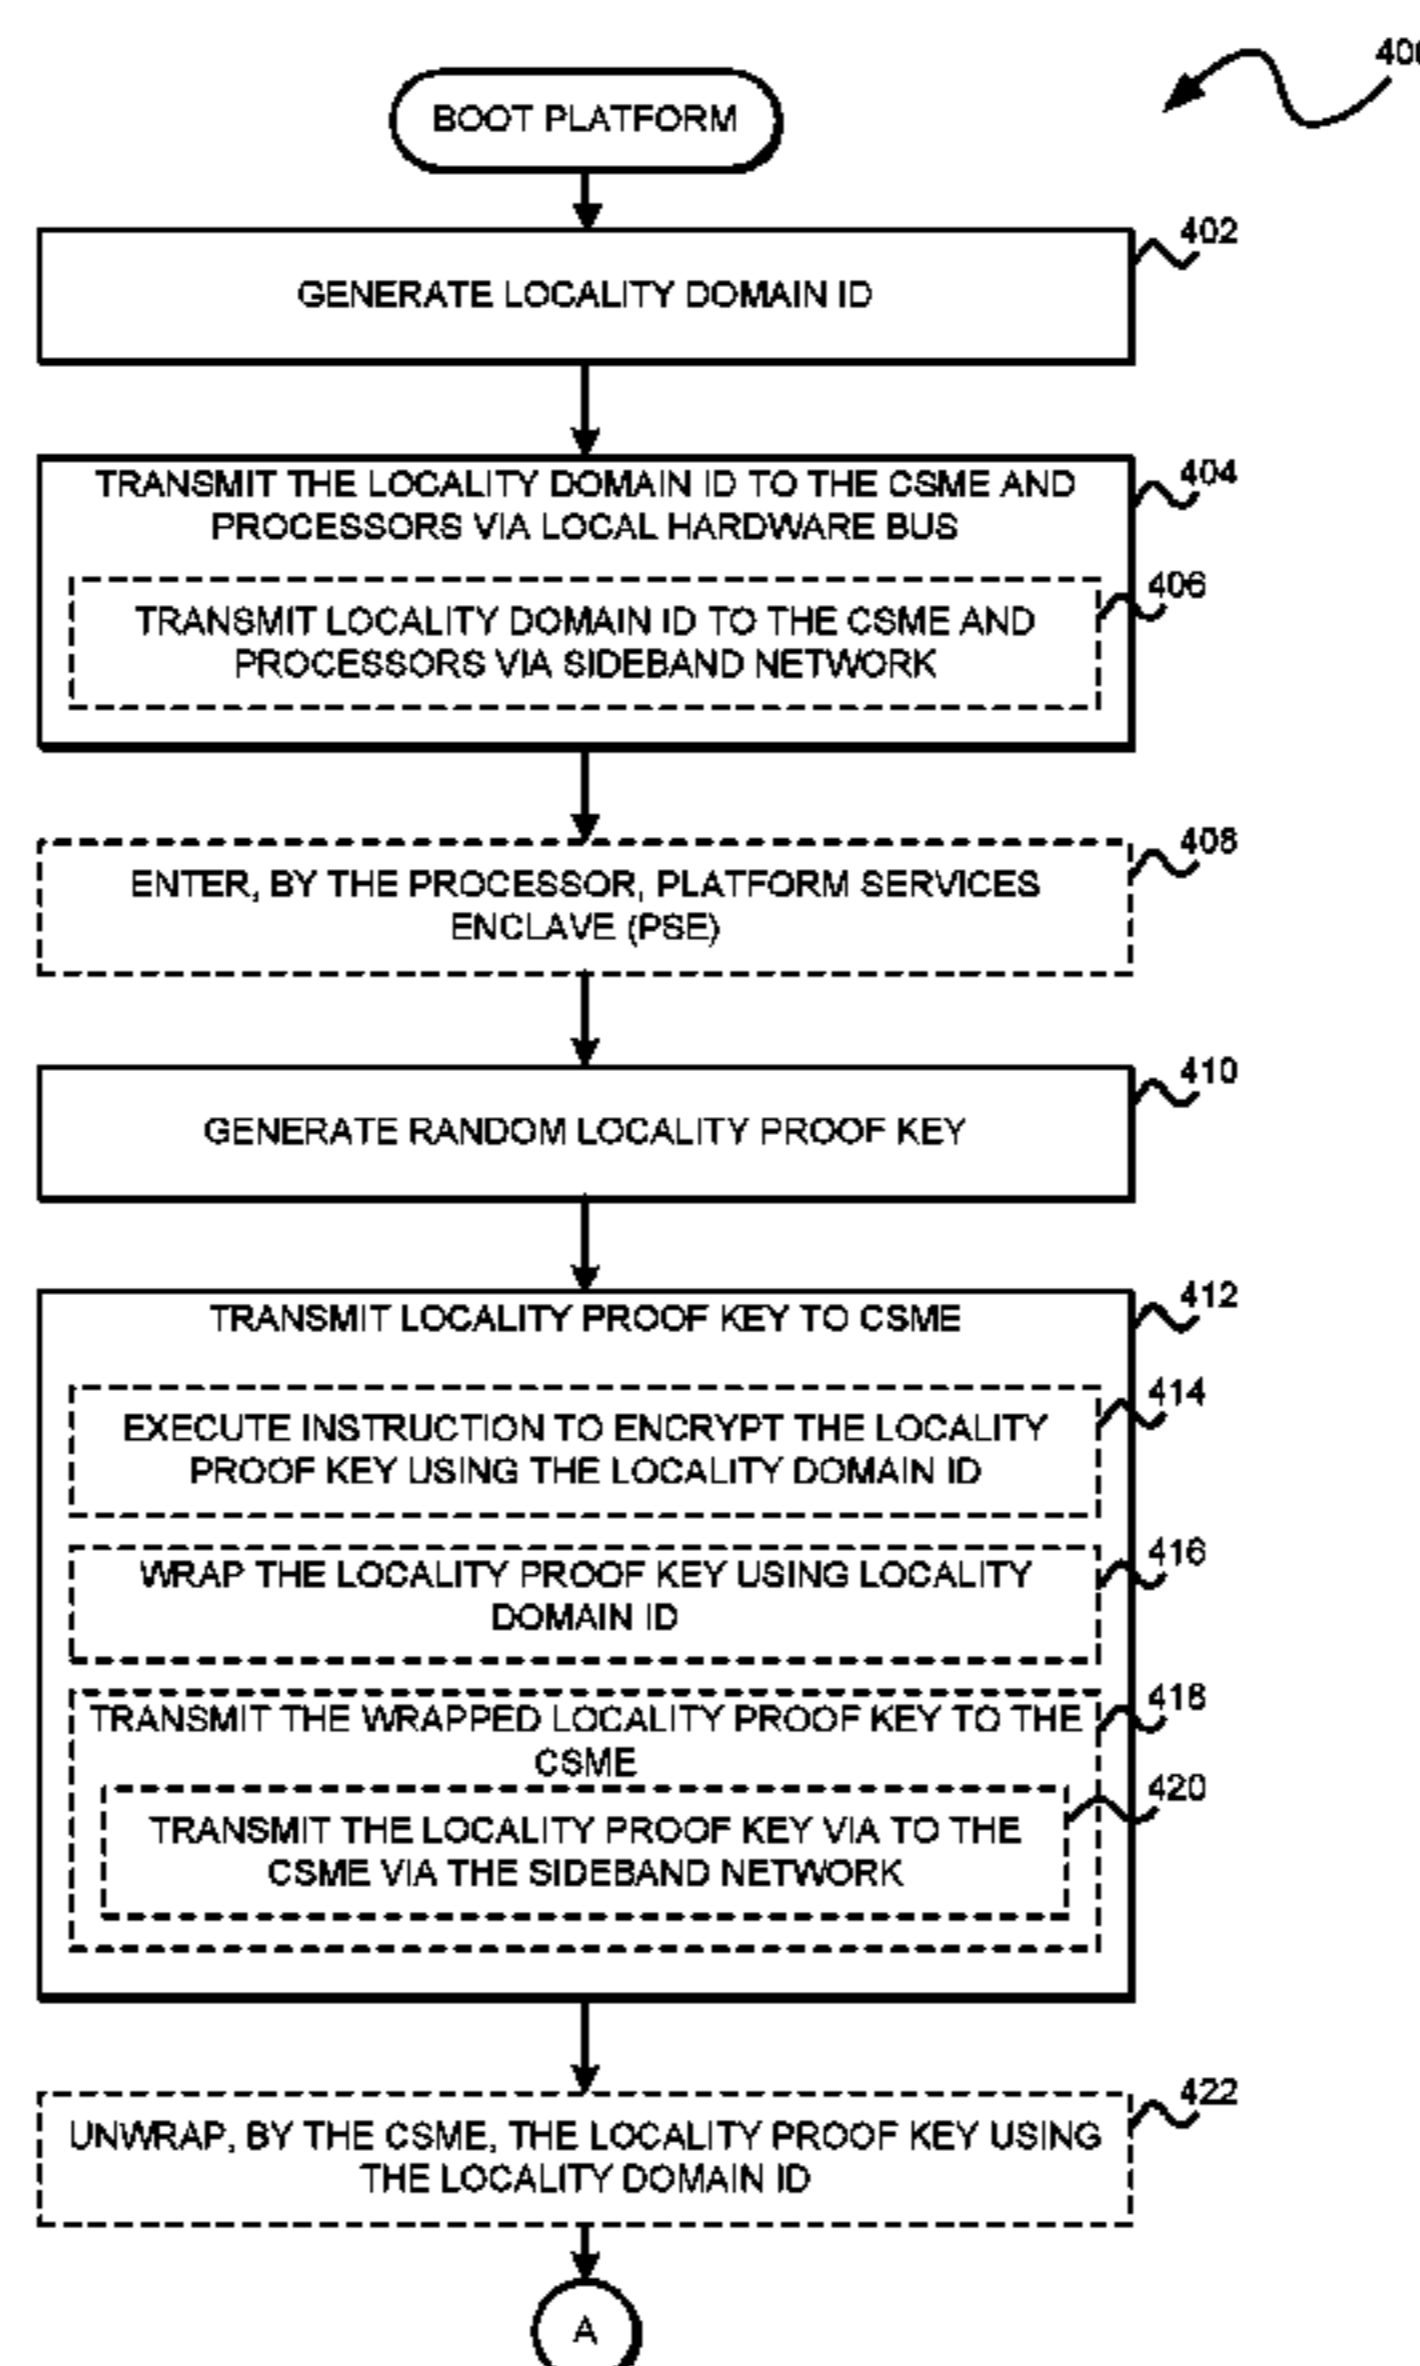 400
BOOT PLATFORM
402
GENERATE LOCALITY DOMAIN ID
404
TRANSMIT THE LOCALITY DOMAIN ID TO THE CSME AND
PROCESSORS VIA LOCAL HARDWARE BUS
406
TRANSMIT LOCALITY DOMAIN ID TO THE CSME AND
PROCESSORS VIA SIDEBAND NETWORK
408
ENTER, BY THE PROCESSOR, PLATFORM SERVICES
ENCLAVE (PSE)
410
GENERATE RANDOM LOCALITY PROOF KEY
412
TRANSMIT LOCALITY PROOF KEY TO CSME
414
EXECUTE INSTRUCTION TO ENCRYPT THE LOCALITY
PROOF KEY USING THE LOCALITY DOMAIN ID
416
WRAP THE LOCALITY PROOF KEY USING LOCALITY
DOMAIN ID
418
TRANSMIT THE WRAPPED LOCALITY PROOF KEY TO THE
CSME
420
TRANSMIT THE LOCALITY PROOF KEY VIA TO THE
CSME VIA THE SIDEBAND NETWORK
422
UNWRAP, BY THE CSME, THE LOCALITY PROOF KEY USING
THE LOCALITY DOMAIN ID
A